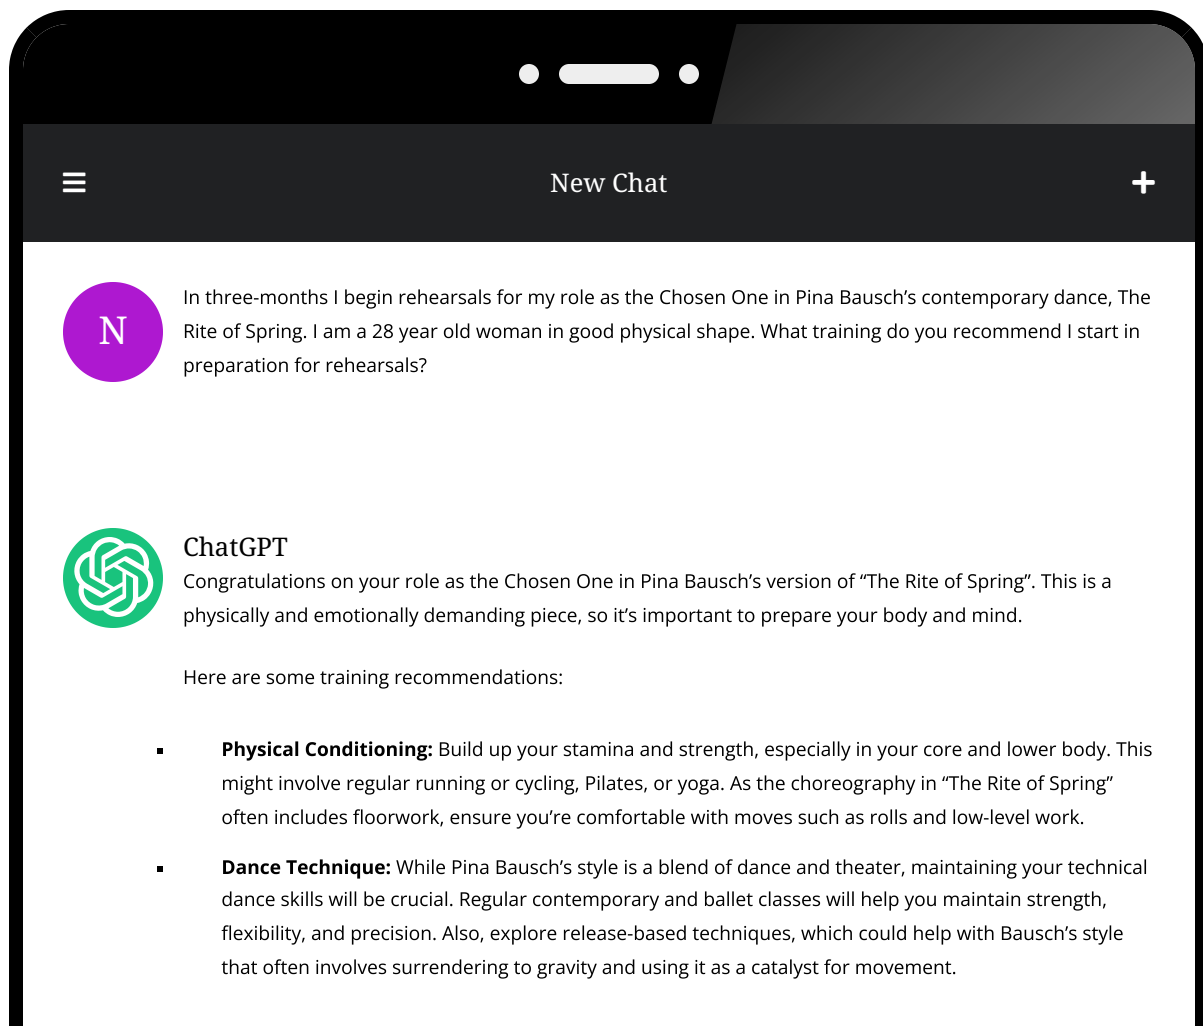 New Chat
N
In three-months I begin rehearsals for my role as the Chosen One in Pina Bausch’s contemporary dance, The
Rite of Spring. I am a 28 year old woman in good physical shape. What training do you recommend I start in
preparation for rehearsals?
ChatGPT
Congratulations on your role as the Chosen One in Pina Bausch’s version of “The Rite of Spring”. This is a
physically and emotionally demanding piece, so it’s important to prepare your body and mind.
Here are some training recommendations:
▪ Physical Conditioning: Build up your stamina and strength, especially in your core and lower body. This
might involve regular running or cycling, Pilates, or yoga. As the choreography in “The Rite of Spring”
often includes floorwork, ensure you’re comfortable with moves such as rolls and low-level work.
▪ Dance Technique: While Pina Bausch’s style is a blend of dance and theater, maintaining your technical
dance skills will be crucial. Regular contemporary and ballet classes will help you maintain strength,
flexibility, and precision. Also, explore release-based techniques, which could help with Bausch’s style
that often involves surrendering to gravity and using it as a catalyst for movement.